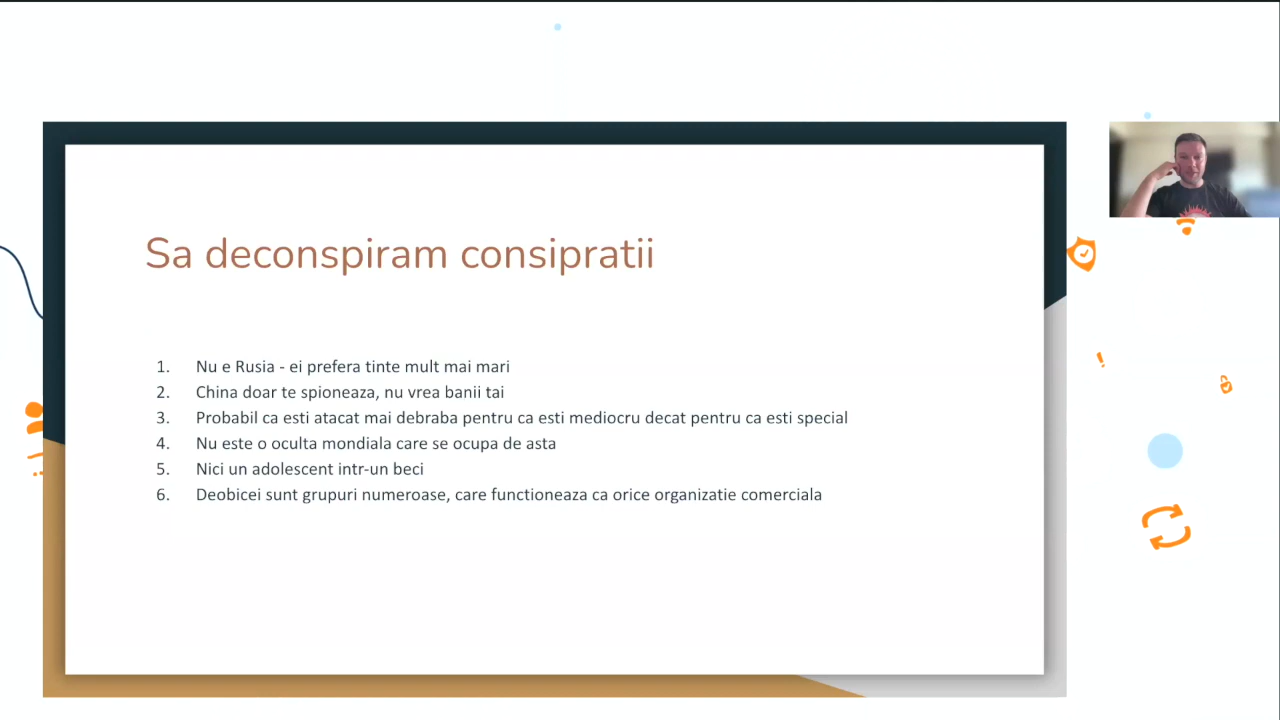 Sa deconspiram consipratii
1. Nu e Rusia - ei prefera tinte mult mai mari
2. China doar te spioneaza, nu vrea banii tai
3. Probabil ca esti atacat mai debraba pentru ca esti mediocru decat pentru ca esti special
4. Nu este o oculta mondiala care se ocupa de asta
5. Nici un adolescent intr-un beci
6. Deobicei sunt grupuri numeroase, care functioneaza ca orice organizatie comerciala